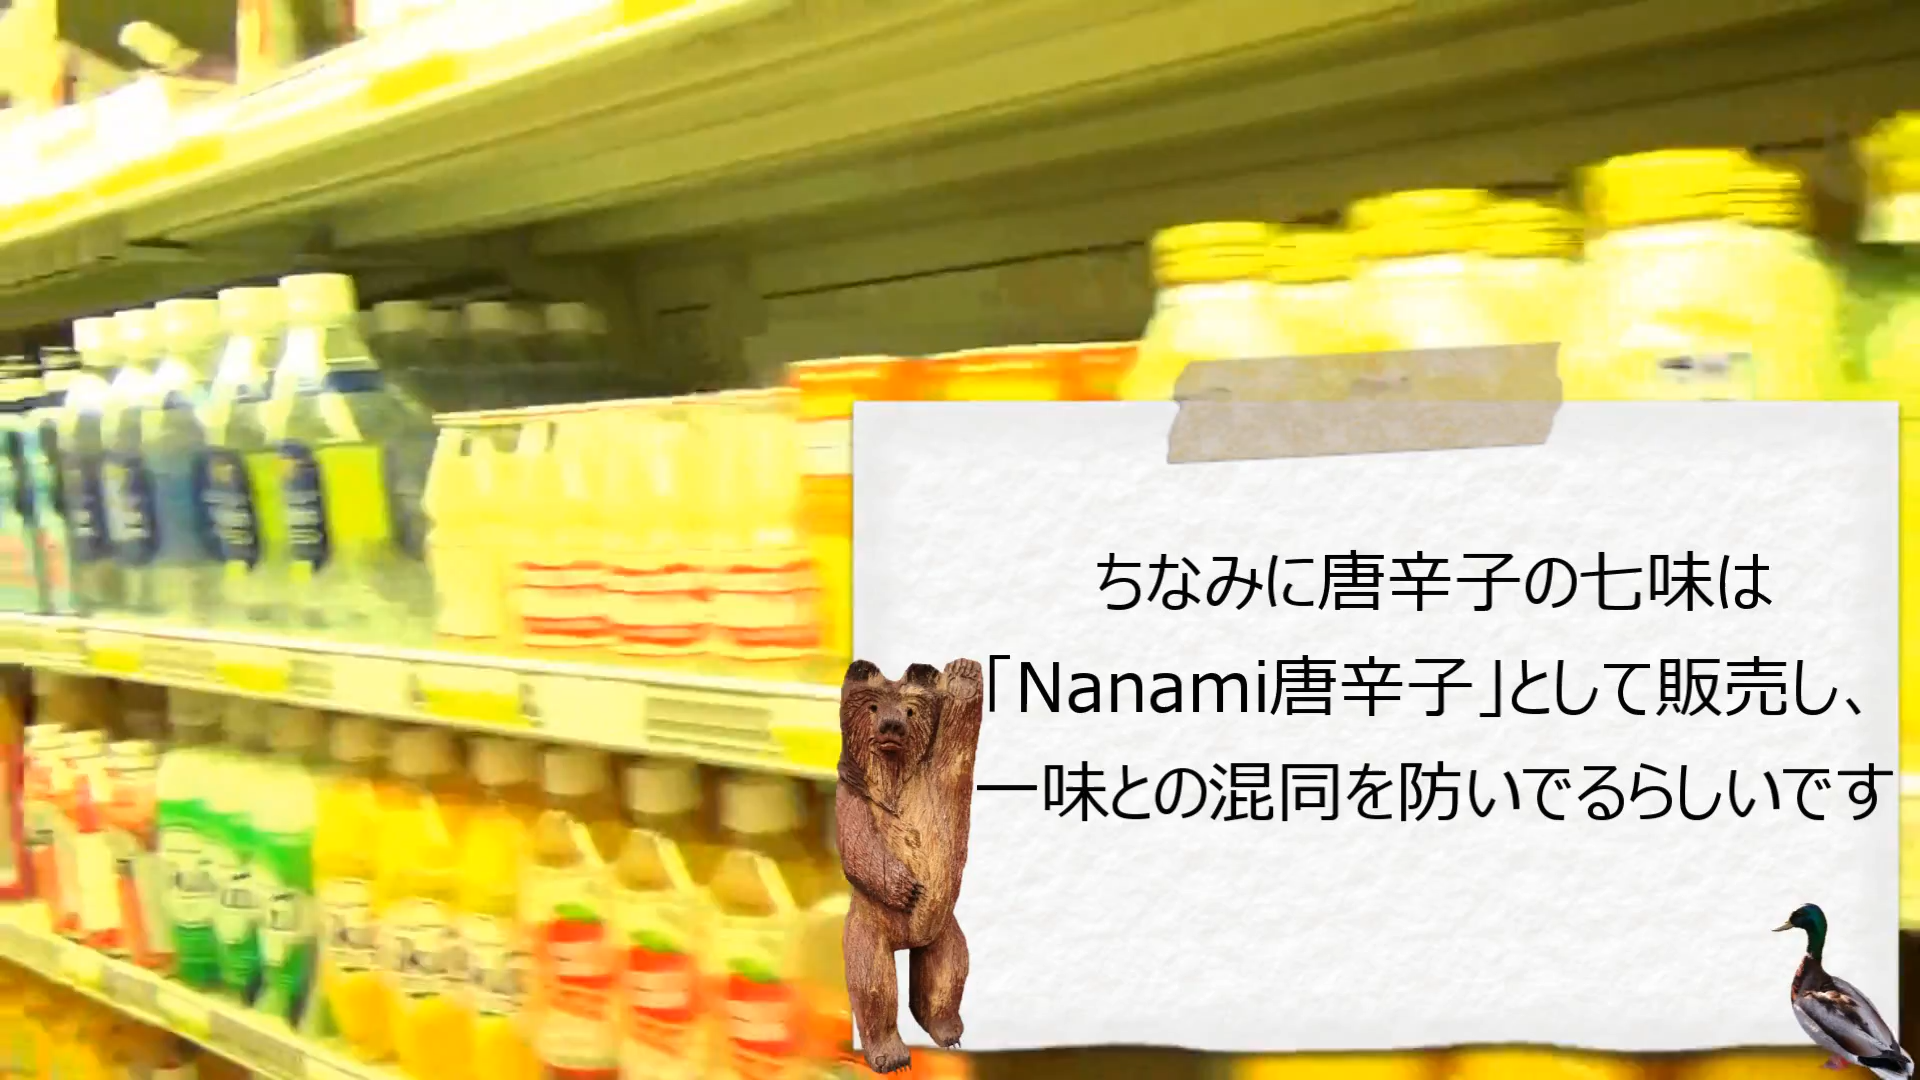 ちなみに唐辛子の七味は
「Nanami唐辛子」として販売し、
一味との混同を防いでるらしいです